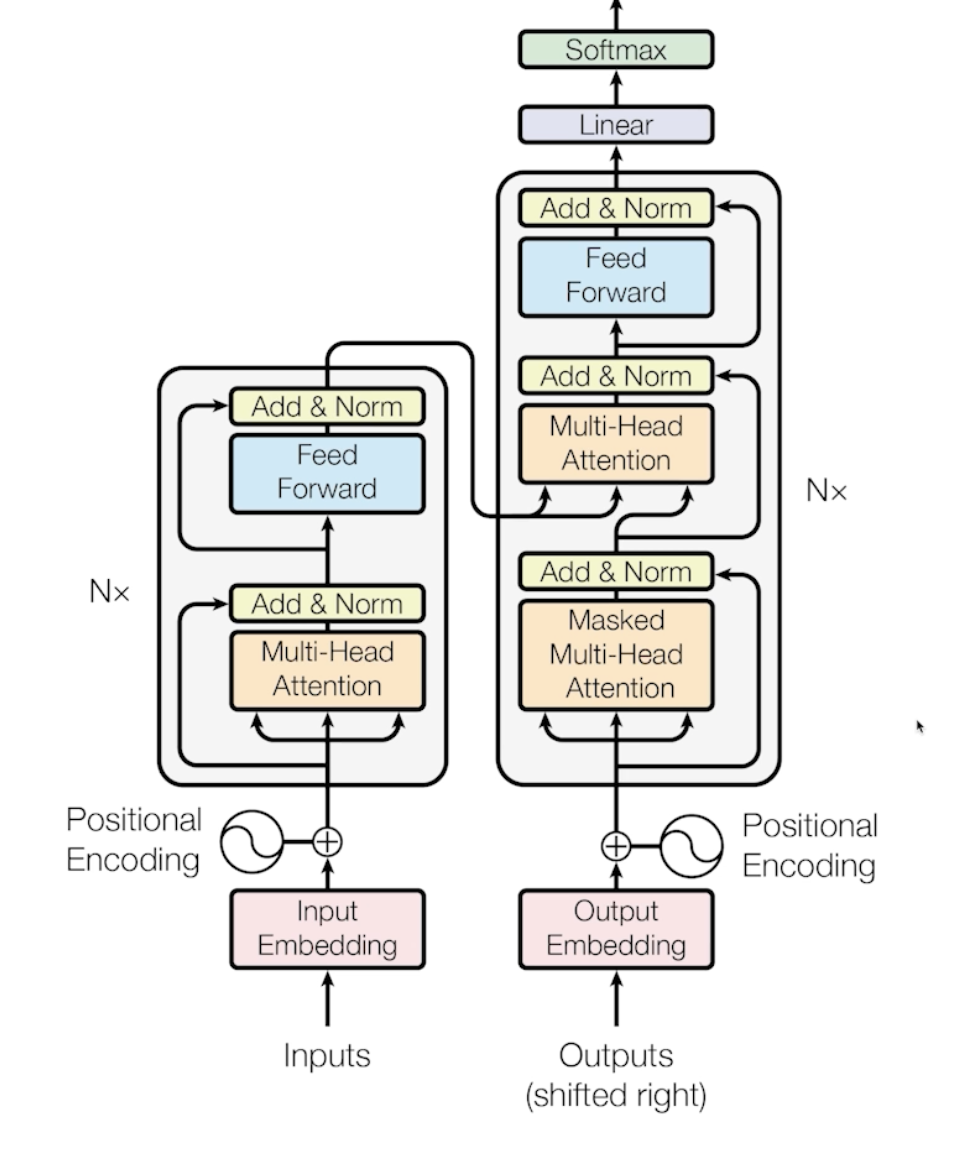 Softmax
Linear
Add & Norm
Feed
Forward
Add & Norm
Multi-Head
Attention
Nx
Add & Norm
Masked
Multi-Head
Attention
Add & Norm
Feed
Forward
Nx
Add & Norm
Multi-Head
Attention
Positional
Encoding
Positional
Encoding
Input
Embedding
Output
Embedding
Inputs
Outputs
(shifted right)